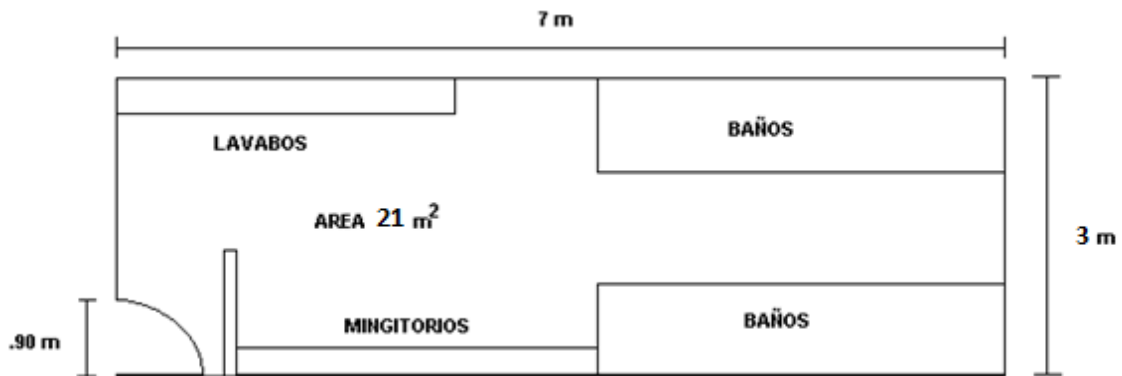 7 m
BAÑOS
LAVABOS
AREA 21 m²
3 m
MINGITORIOS
BAÑOS
.90 m